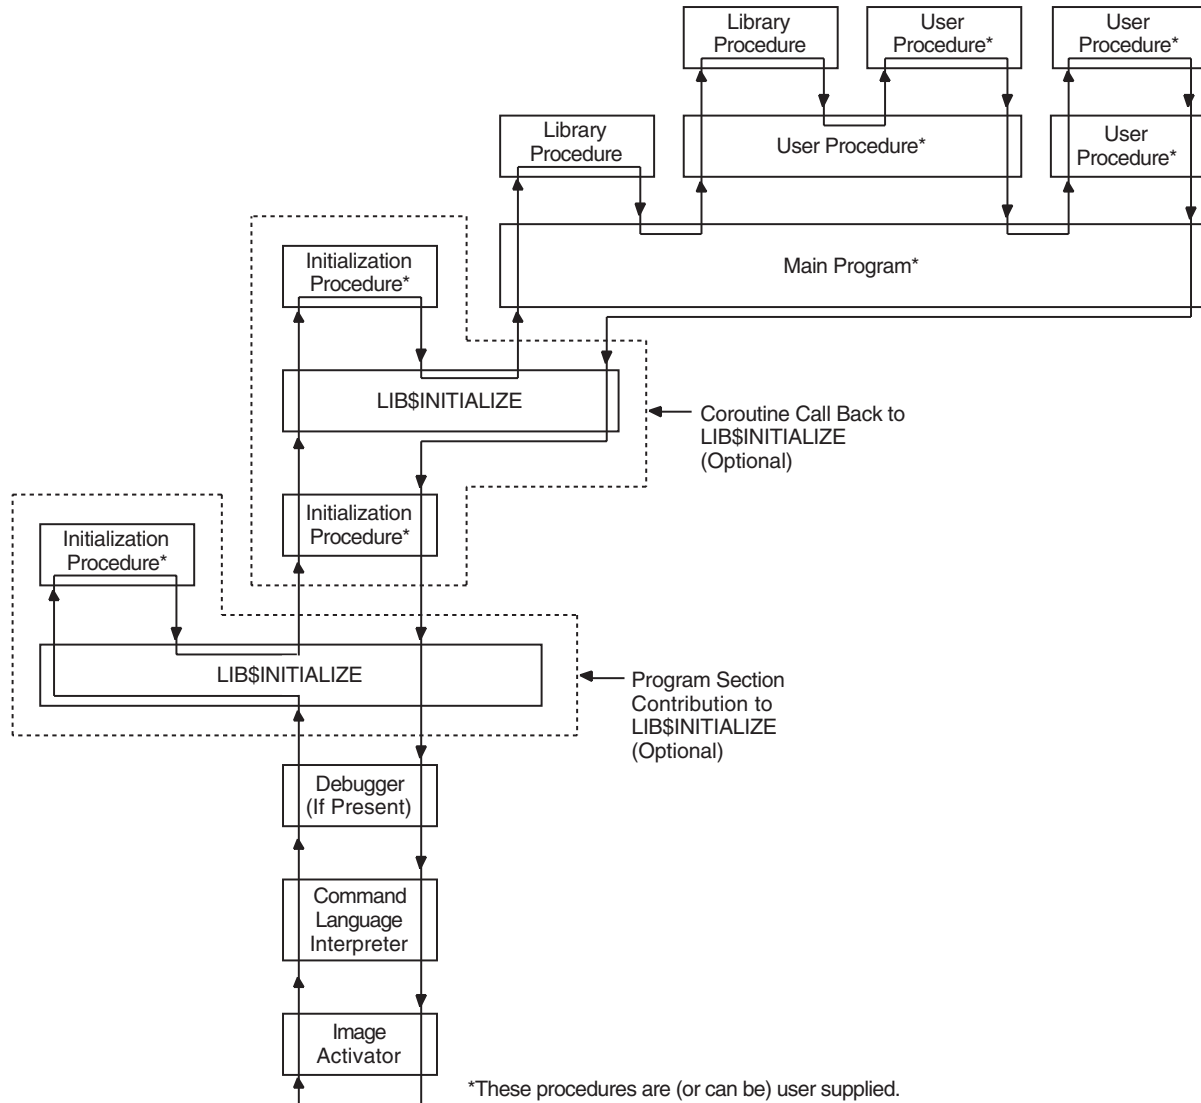 Library
Procedure
User
Procedure*
User
Procedure*
Library
Procedure
User Procedure*
User
Procedure*
Initialization
Procedure*
Main Program*
LIB$INITIALIZE
Coroutine Call Back to
LIB$INITIALIZE
(Optional)
Initialization
Procedure*
Initialization
Procedure*
LIB$INITIALIZE
Program Section
Contribution to
LIB$INITIALIZE
(Optional)
Debugger
(If Present)
Command
Language
Interpreter
Image
Activator
*These procedures are (or can be) user supplied.